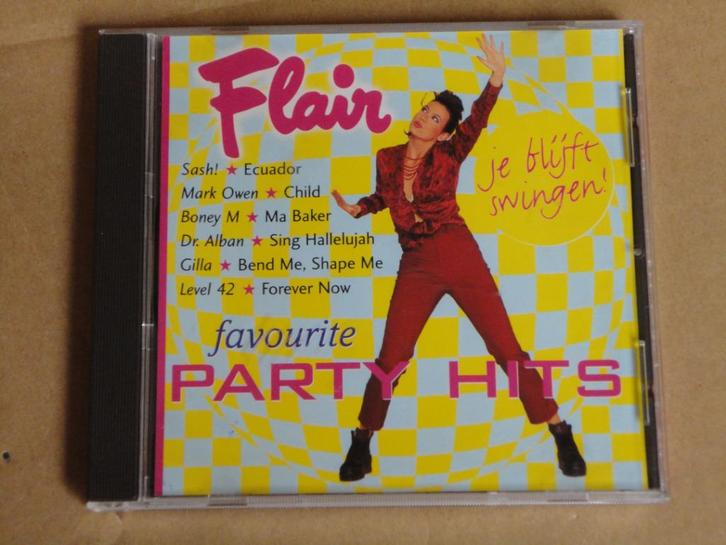 Flair
Sash! ★ Ecuador
Mark Owen ★ Child
Boney M ★ Ma Baker
Dr. Alban ★ Sing Hallelujah
Gilla ★ Bend Me, Shape Me
Level 42 ★ Forever Now
je blijft
swingen!
favourite
PARTY HITS